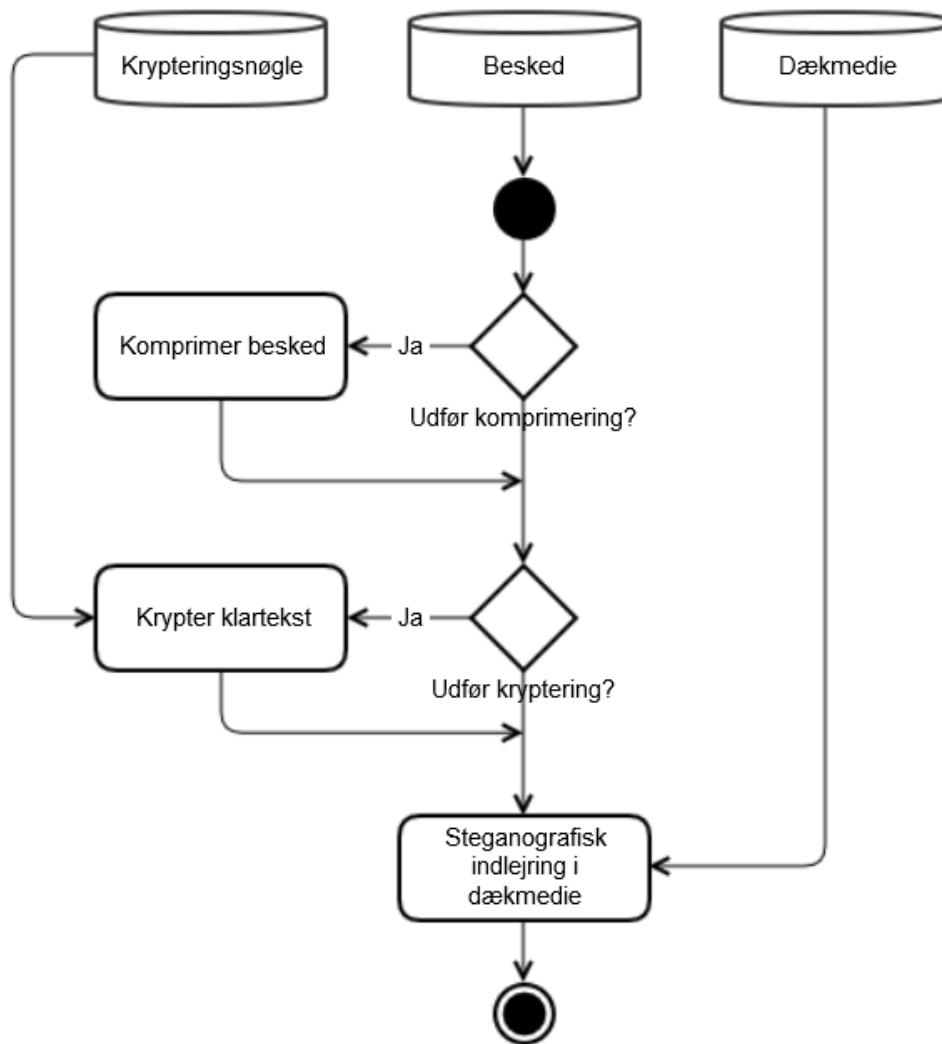 Krypteringsnøgle
Besked
Dækmedie
Komprimer besked
Ja
Udfør komprimering?
Krypter klartekst
Ja
Udfør kryptering?
Steganografisk
indlejring i
dækmedie